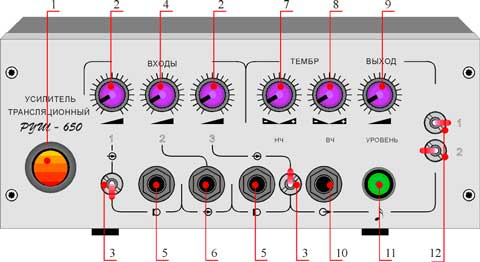 1 2 4 2 7 8 9
ВХОДЫ ТЕМБР ВЫХОД
УСИЛИТЕЛЬ
ТРАНСЛЯЦИОННЫЙ
РУШ - 650
1
1 2 3 НЧ ВЧ УРОВЕНЬ
2
3 5 6 5 3 10 11 12